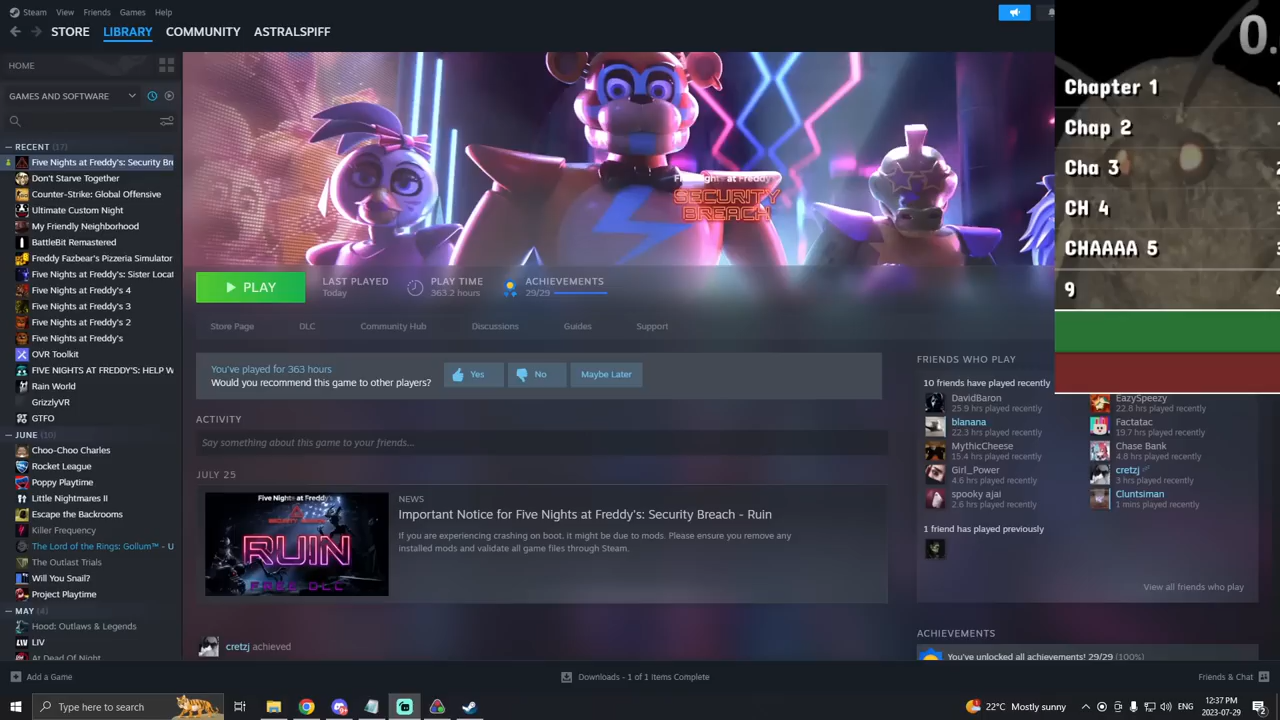 Steam View Friends Games Help
STORE LIBRARY COMMUNITY ASTRALSPIFF
0.
HOME
GAMES AND SOFTWARE
Chapter 1
Chap 2
Cha 3
CH 4
CHAAAA 5
9
RECENT (17)
Five Nights at Freddy's: Security Bre
Don't Starve Together
Counter-Strike: Global Offensive
Ultimate Custom Night
My Friendly Neighborhood
BattleBit Remastered
Freddy Fazbear's Pizzeria Simulator
Five Nights at Freddy's: Sister Locat
Five Nights at Freddy's 4
Five Nights at Freddy's 3
Five Nights at Freddy's 2
Five Nights at Freddy's
OVR Toolkit
FIVE NIGHTS AT FREDDY'S: HELP W
Rain World
GrizzlyVR
GTFO
JUNE (10)
Choo-Choo Charles
Rocket League
Poppy Playtime
Little Nightmares II
Escape the Backrooms
Killer Frequency
The Lord of the Rings: Gollum™ - U
The Outlast Trials
Will You Snail?
Project Playtime
MAY (4)
Hood: Outlaws & Legends
LIV
At Dead Of Night
Five Nights at Freddy's
SECURITY
BREACH
PLAY
LAST PLAYED
Today
PLAY TIME
363.2 hours
ACHIEVEMENTS
29/29
Store Page DLC Community Hub Discussions Guides Support
You've played for 363 hours
Would you recommend this game to other players?
Yes No Maybe Later
ACTIVITY
Say something about this game to your friends...
JULY 25
Five Nights at Freddy's
SECURITY BREACH
RUIN
FREE DLC
NEWS
Important Notice for Five Nights at Freddy's: Security Breach - Ruin
If you are experiencing crashing on boot, it might be due to mods. Please ensure you remove any
installed mods and validate all game files through Steam.
cretzj achieved
FRIENDS WHO PLAY
10 friends have played recently
DavidBaron
25.9 hrs played recently
blanana
22.3 hrs played recently
MythicCheese
15.4 hrs played recently
Girl_Power
4.6 hrs played recently
spooky ajai
2.6 hrs played recently
EazySpeezy
22.8 hrs played recently
Factatac
19.7 hrs played recently
Chase Bank
4.8 hrs played recently
cretzj
3 hrs played recently
Cluntsiman
1 mins played recently
1 friend has played previously
View all friends who play
ACHIEVEMENTS
You've unlocked all achievements! 29/29 (100%)
Add a Game
Downloads - 1 of 1 Items Complete
Friends & Chat
Type here to search
22°C Mostly sunny
12:37 PM
2023-07-29
2